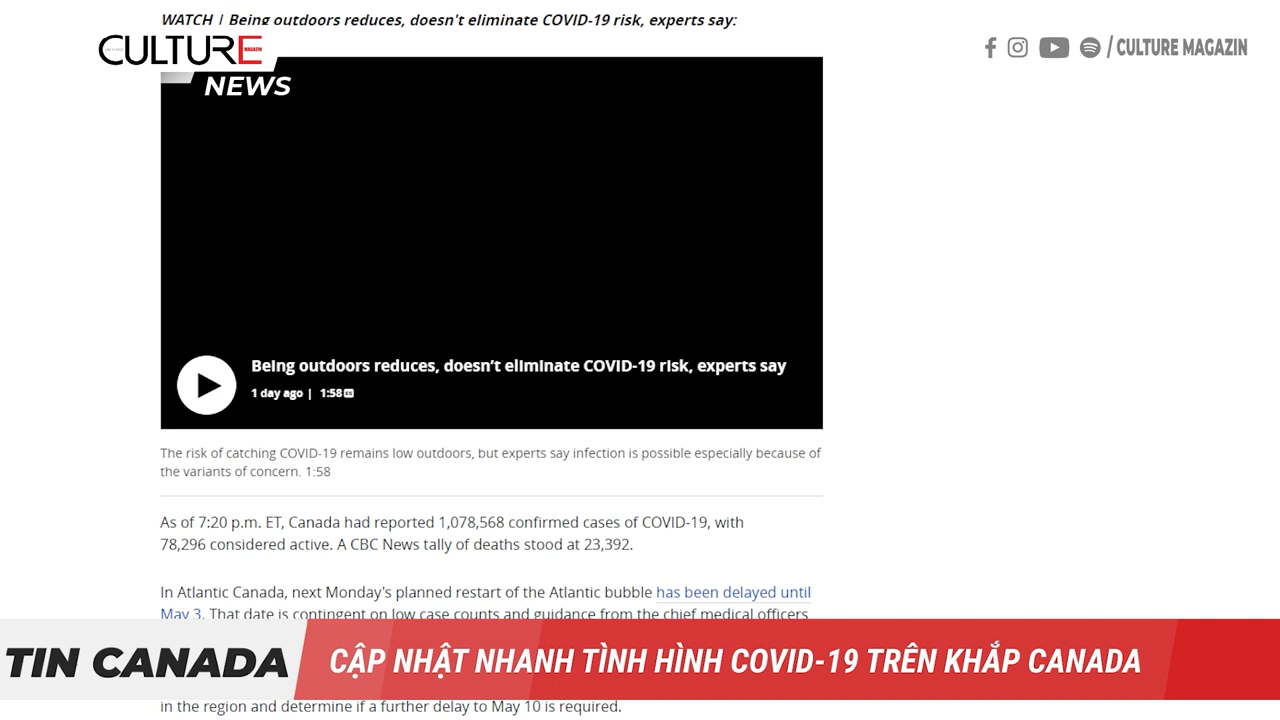 WATCH | Being outdoors reduces, doesn't eliminate COVID-19 risk, experts say:
CULTURE MAGAZIN
/ CULTURE MAGAZIN
NEWS
Being outdoors reduces, doesn't eliminate COVID-19 risk, experts say
1 day ago | 1:58 cc
The risk of catching COVID-19 remains low outdoors, but experts say infection is possible especially because of
the variants of concern. 1:58
As of 7:20 p.m. ET, Canada had reported 1,078,568 confirmed cases of COVID-19, with
78,296 considered active. A CBC News tally of deaths stood at 23,392.
In Atlantic Canada, next Monday's planned restart of the Atlantic bubble has been delayed until
May 3. That date is contingent on low case counts and guidance from the chief medical officers
TIN CANADA
CẬP NHẬT NHANH TÌNH HÌNH COVID-19 TRÊN KHẮP CANADA
in the region and determine if a further delay to May 10 is required.